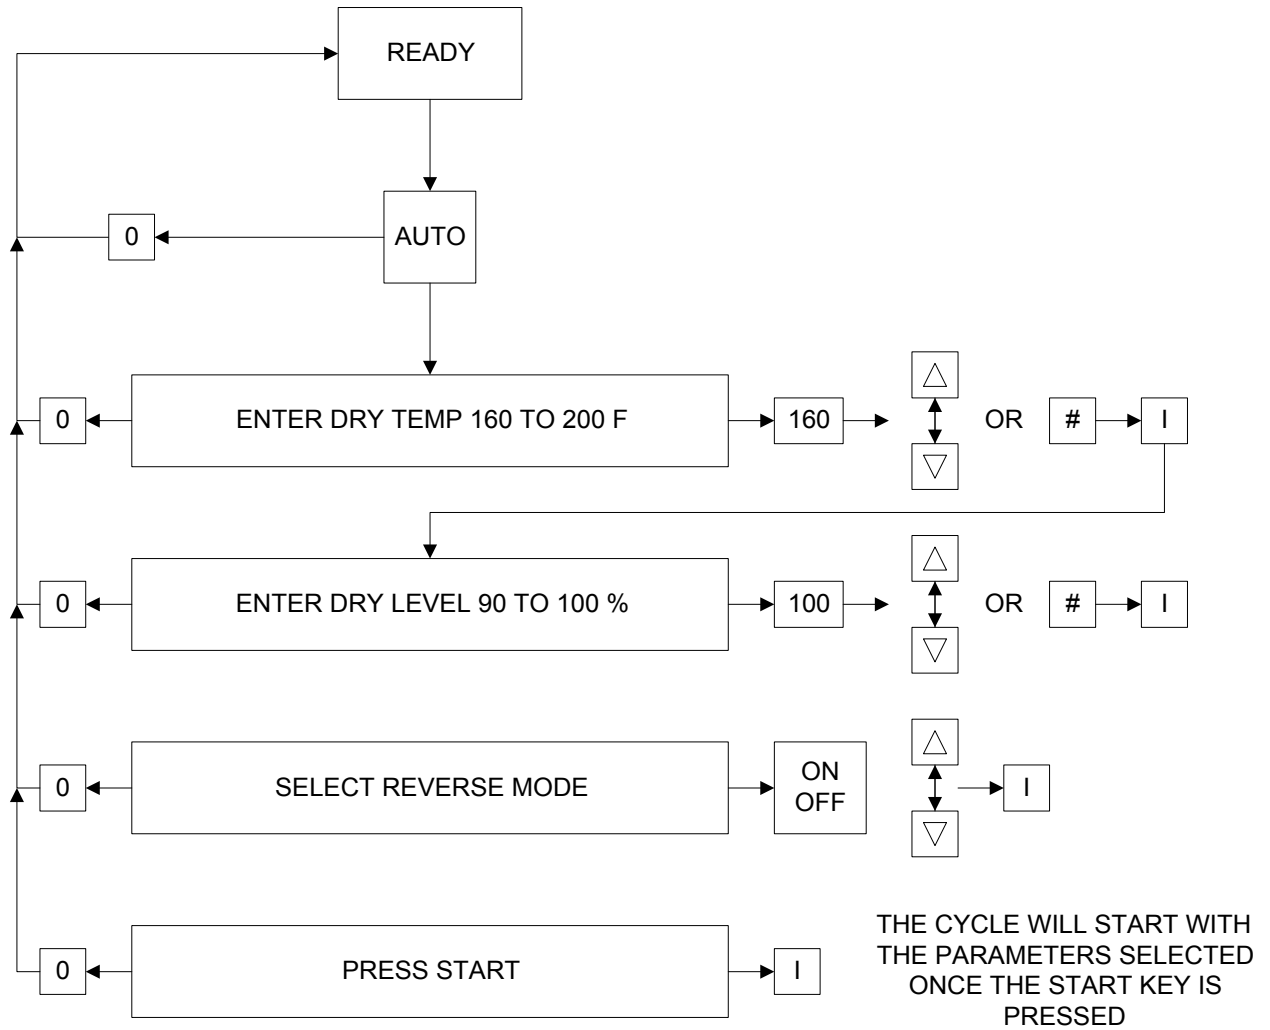 READY
0
AUTO
0
ENTER DRY TEMP 160 TO 200 F
160
OR
#
I
0
ENTER DRY LEVEL 90 TO 100 %
100
OR
#
I
0
SELECT REVERSE MODE
ON
OFF
I
0
PRESS START
I
THE CYCLE WILL START WITH
THE PARAMETERS SELECTED
ONCE THE START KEY IS
PRESSED